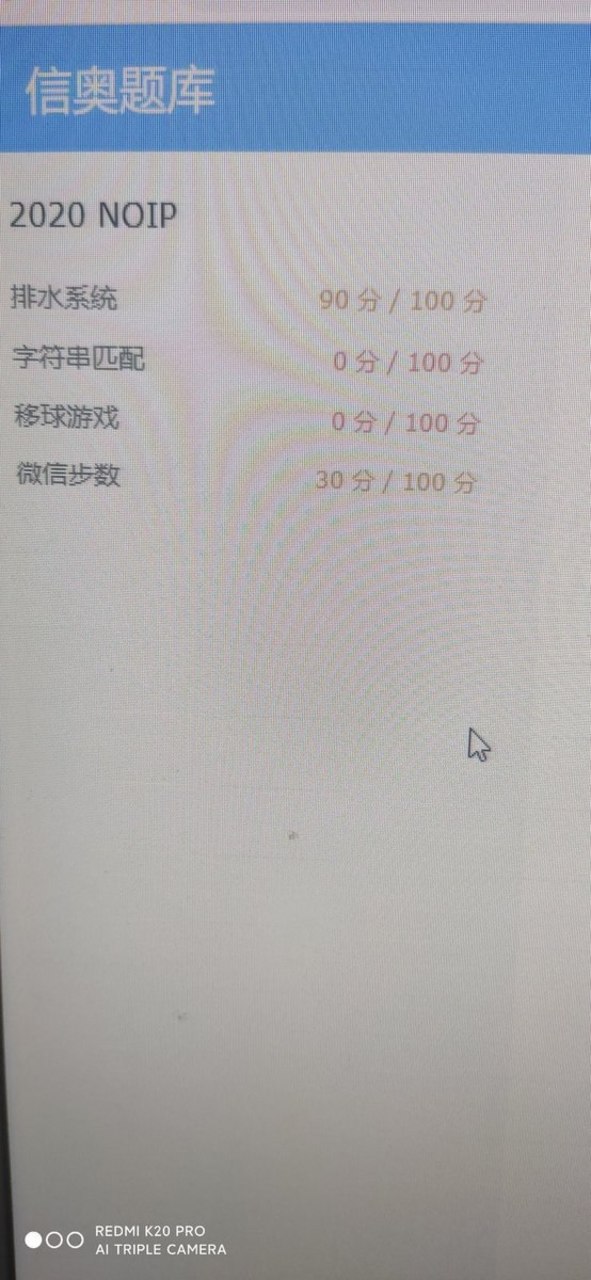 信奥题库
2020 NOIP
排水系统 90 分 / 100 分
字符串匹配 0 分 / 100 分
移球游戏 0 分 / 100 分
微信步数 30 分 / 100 分
REDMI K20 PRO
AI TRIPLE CAMERA